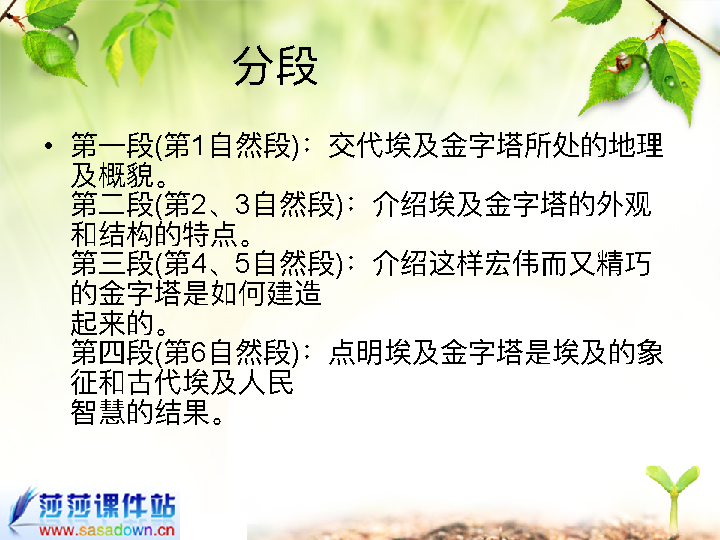 分段
• 第一段(第1自然段)：交代埃及金字塔所处的地理
及概貌。
第二段(第2、3自然段)：介绍埃及金字塔的外观
和结构的特点。
第三段(第4、5自然段)：介绍这样宏伟而又精巧
的金字塔是如何建造
起来的。
第四段(第6自然段)：点明埃及金字塔是埃及的象
征和古代埃及人民
智慧的结果。
莎莎课件站
www.sasadown.cn